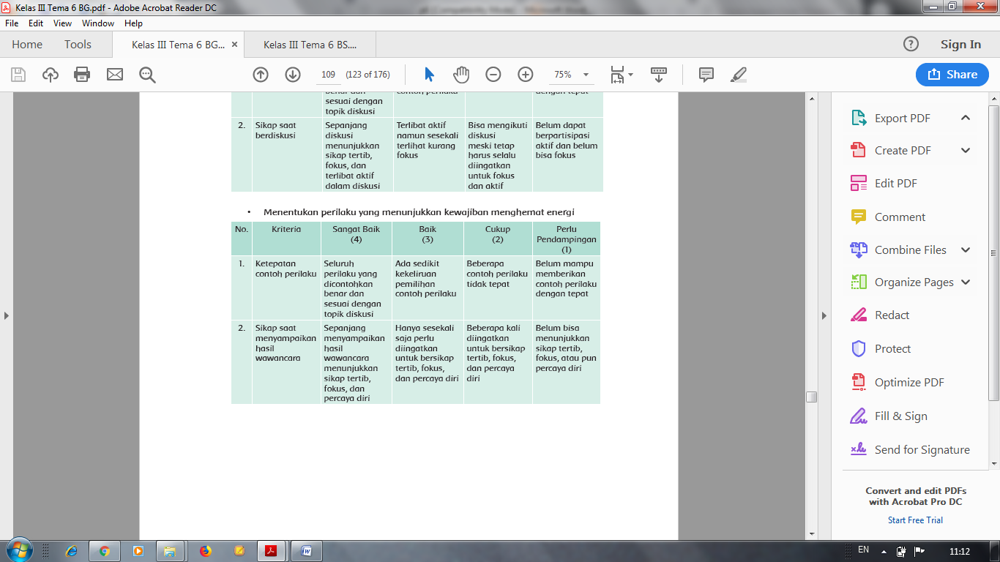 Kelas III Tema 6 BG.pdf - Adobe Acrobat Reader DC
File Edit View Window Help
Home Tools Kelas III Tema 6 BG... × Kelas III Tema 6 BS.... Sign In
109 (123 of 176) 75% Share
benar dan
sesuai dengan
topik diskusi
contoh perilaku
dengan tepat
2.
Sikap saat
berdiskusi
Sepanjang
diskusi
menunjukkan
sikap tertib,
fokus, dan
terlibat aktif
dalam diskusi
Terlibat aktif
namun sesekali
terlihat kurang
fokus
Bisa mengikuti
diskusi
meski tetap
harus selalu
diingatkan
untuk fokus
dan aktif
Belum dapat
berpartisipasi
aktif dan belum
bisa fokus
• Menentukan perilaku yang menunjukkan kewajiban menghemat energi
No.
Kriteria
Sangat Baik
(4)
Baik
(3)
Cukup
(2)
Perlu
Pendampingan
(1)
1.
Ketepatan
contoh perilaku
Seluruh
perilaku yang
dicontohkan
benar dan
sesuai dengan
topik diskusi
Ada sedikit
kekeliruan
pemilihan
contoh perilaku
Beberapa
contoh perilaku
tidak tepat
Belum mampu
memberikan
contoh perilaku
dengan tepat
2.
Sikap saat
menyampaikan
hasil
wawancara
Sepanjang
menyampaikan
hasil
wawancara
menunjukkan
sikap tertib,
fokus, dan
percaya diri
Hanya sesekali
saja perlu
diingatkan
untuk bersikap
tertib, fokus,
dan percaya diri
Beberapa kali
diingatkan
untuk bersikap
tertib, fokus,
dan percaya
diri
Belum bisa
menunjukkan
sikap tertib,
fokus, atau pun
percaya diri
Export PDF
Create PDF
Edit PDF
Comment
Combine Files
Organize Pages
Redact
Protect
Optimize PDF
Fill & Sign
Send for Signature
Convert and edit PDFs
with Acrobat Pro DC
Start Free Trial
EN 11:12